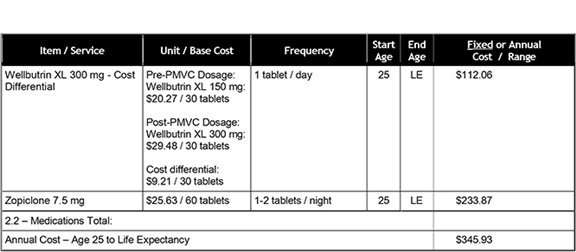 Item / Service Unit / Base Cost Frequency Start Age End Age Fixed or Annual Cost / Range
Wellbutrin XL 300 mg - Cost Differential
Pre-PMVC Dosage:
Wellbutrin XL 150 mg:
$20.27 / 30 tablets
Post-PMVC Dosage:
Wellbutrin XL 300 mg:
$29.48 / 30 tablets
Cost differential:
$9.21 / 30 tablets
1 tablet / day 25 LE $112.06
Zopiclone 7.5 mg $25.63 / 60 tablets 1-2 tablets / night 25 LE $233.87
2.2 – Medications Total:
Annual Cost – Age 25 to Life Expectancy $345.93